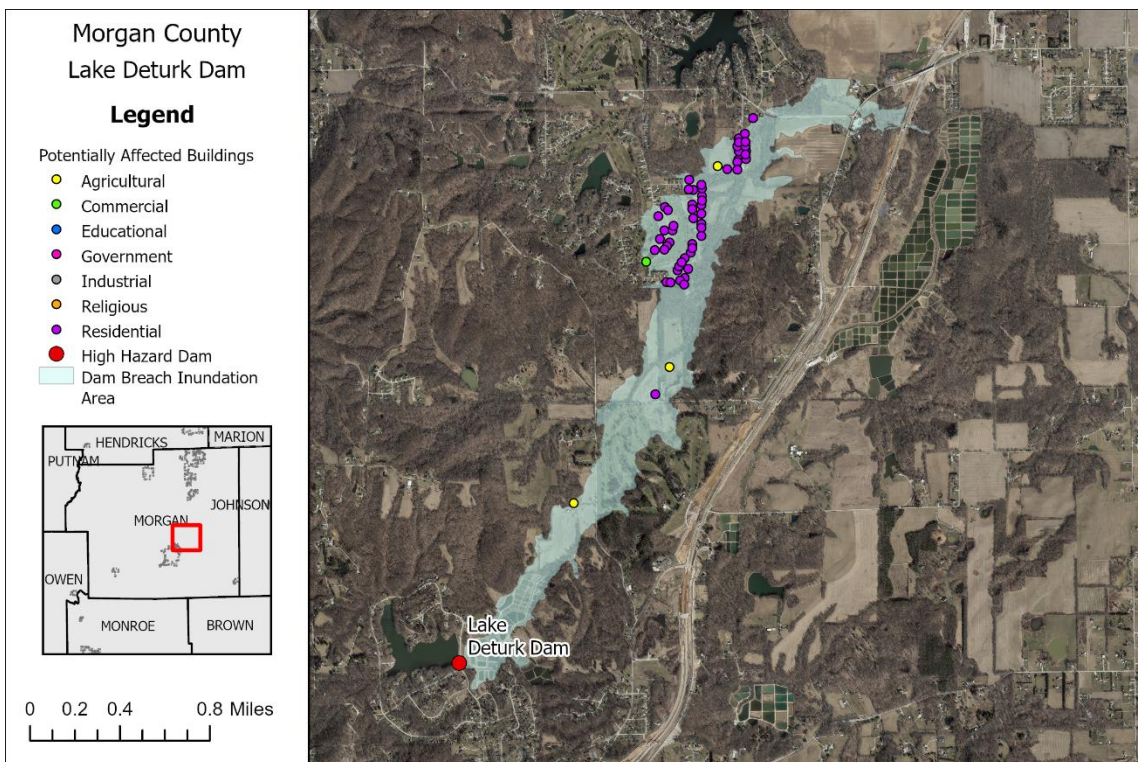 Morgan County
Lake Deturk Dam
Legend
Potentially Affected Buildings
Agricultural
Commercial
Educational
Government
Industrial
Religious
Residential
High Hazard Dam
Dam Breach Inundation
Area
HENDRICKS
MARION
PUTNAM
JOHNSON
MORGAN
OWEN
MONROE
BROWN
0 0.2 0.4 0.8 Miles
Lake
Deturk Dam